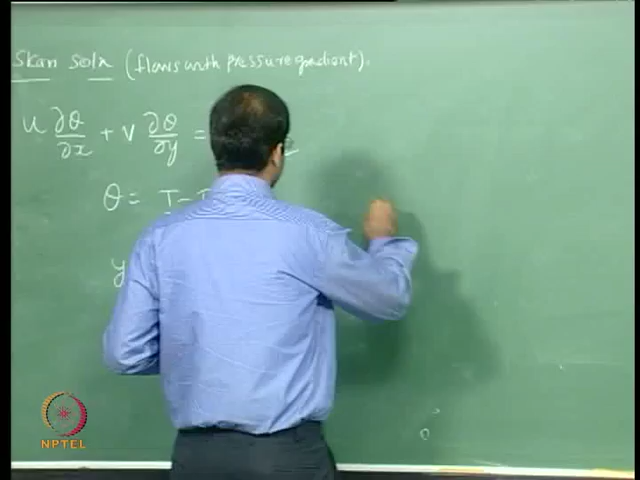 Skan soln (flows with pressure gradient).
u ∂θ/∂x + v ∂θ/∂y =
θ = T -
y
NPTEL